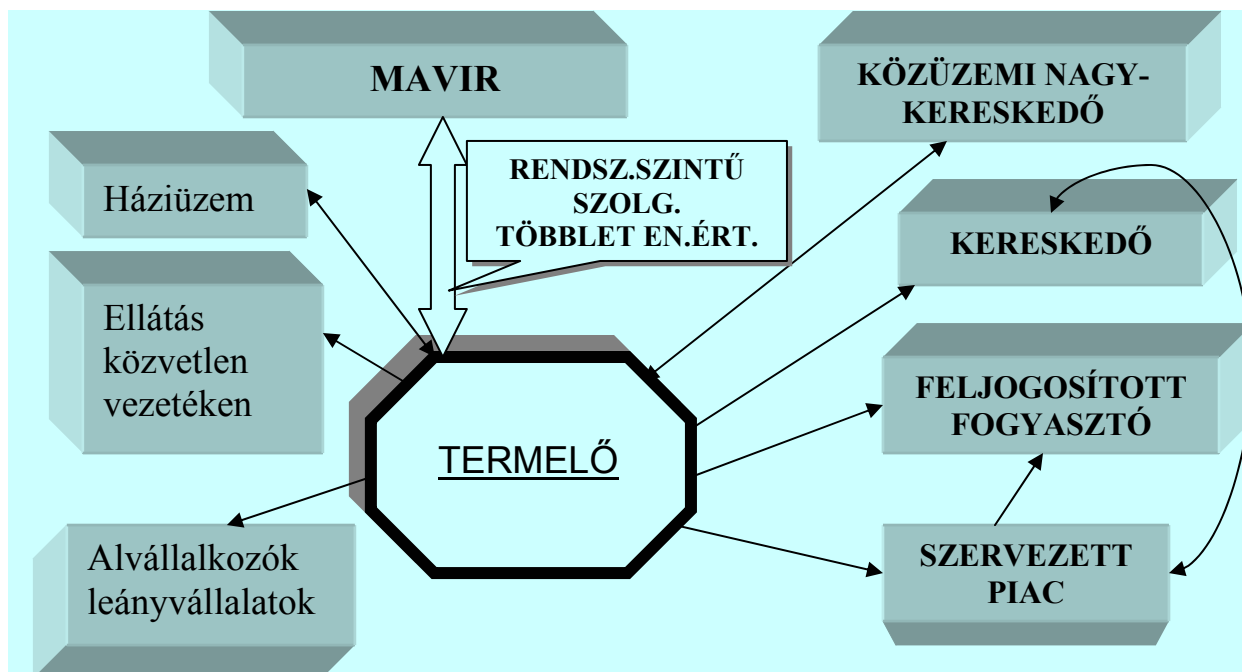 MAVIR
KÖZÜZEMI NAGY-
KERESKEDŐ
RENDSZ.SZINTŰ
SZOLG.
TÖBBLET EN.ÉRT.
Háziüzem
KERESKEDŐ
Ellátás
közvetlen
vezetéken
FELJOGOSÍTOTT
FOGYASZTÓ
TERMELŐ
Alvállalkozók
leányvállalatok
SZERVEZETT
PIAC